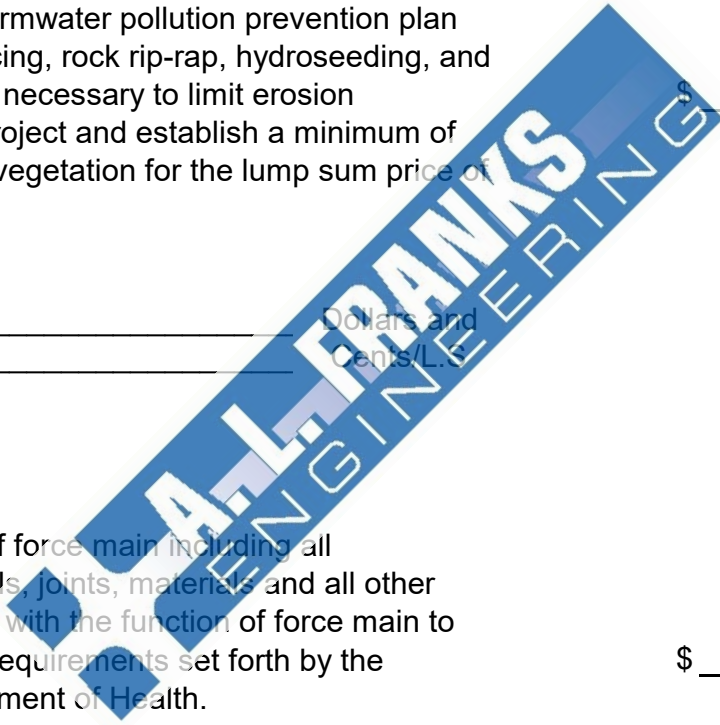 rmwater pollution prevention plan
cing, rock rip-rap, hydroseeding, and
necessary to limit erosion $
roject and establish a minimum of
vegetation for the lump sum price of
Dollars and
Cents/L.S
A. L. FRANKS
ENGINEERING
f force main including all
ls, joints, materials and all other
with the function of force main to
equirements set forth by the $
ment of Health.